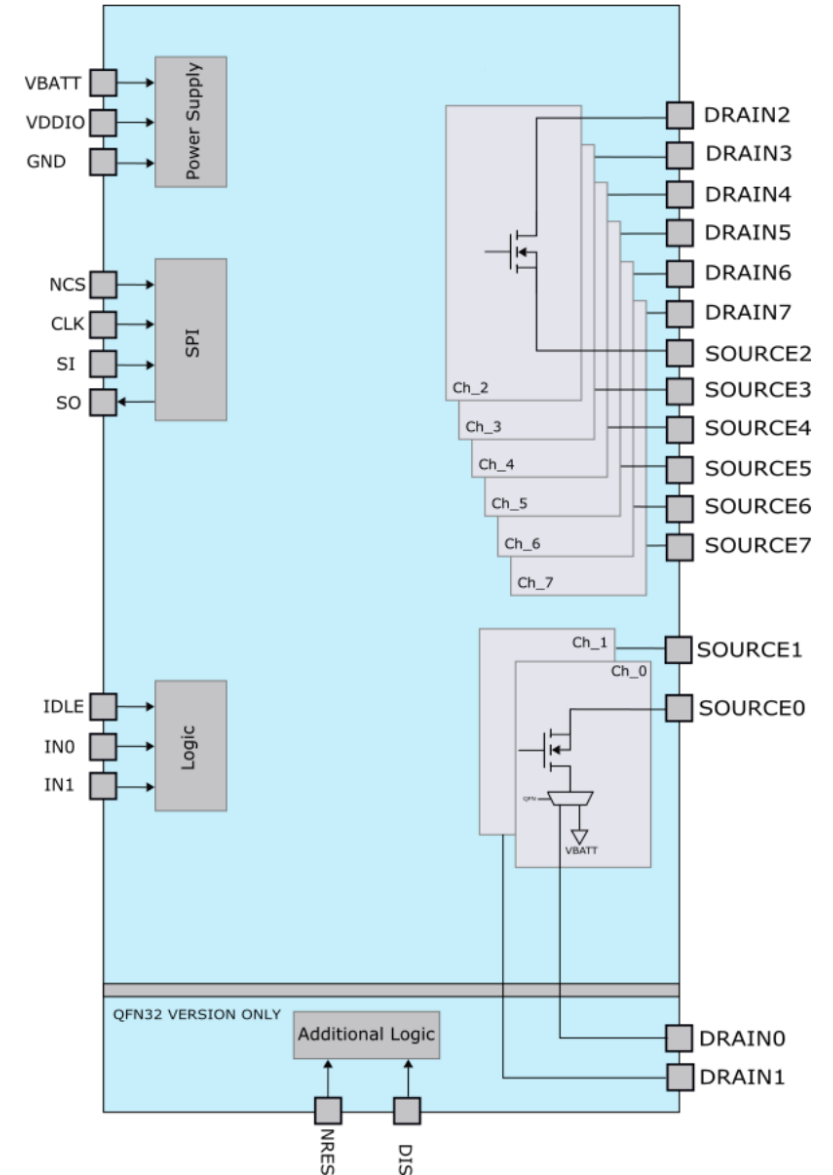 VBATT
VDDIO
GND
Power Supply
NCS
CLK
SI
SO
SPI
IDLE
IN0
IN1
Logic
DRAIN2
DRAIN3
DRAIN4
DRAIN5
DRAIN6
DRAIN7
SOURCE2
SOURCE3
SOURCE4
SOURCE5
SOURCE6
SOURCE7
Ch_2
Ch_3
Ch_4
Ch_5
Ch_6
Ch_7
Ch_1
SOURCE1
Ch_0
SOURCE0
QFN
VBATT
QFN32 VERSION ONLY
Additional Logic
DRAIN0
DRAIN1
NRES
DIS